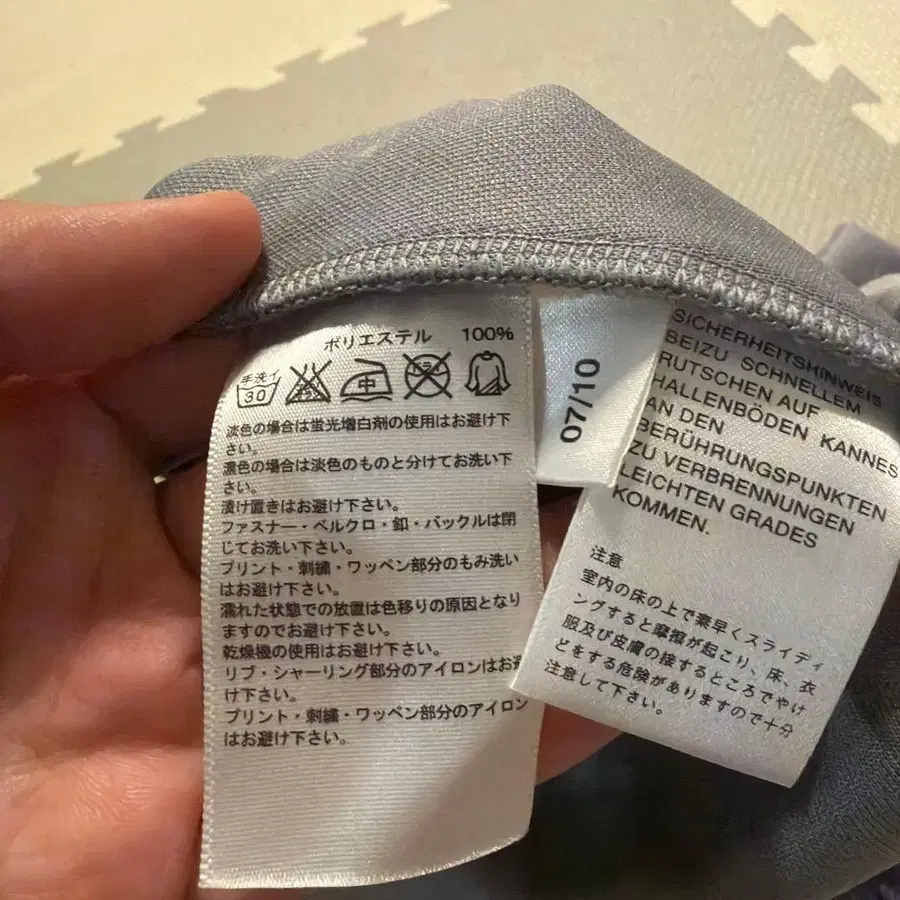 ポリエステル 100%
手洗イ
30
中
淡色の場合は蛍光増白剤の使用はお避け下
さい。
濃色の場合は淡色のものと分けてお洗い下
さい。
漬け置きはお避け下さい。
ファスナー・ベルクロ・釦・バックルは閉
じてお洗い下さい。
プリント・刺繍・ワッペン部分のもみ洗い
はお避け下さい。
濡れた状態での放置は色移りの原因となり
ますのでお避け下さい。
乾燥機の使用はお避け下さい。
リブ・シャーリング部分のアイロンはお避
け下さい。
プリント・刺繍・ワッペン部分のアイロン
はお避け下さい。
07/10
SICHERHEITSHINWEIS
BEIZU SCHNELLEM
RUTSCHEN AUF
HALLENBÖDEN KANNES
AN DEN
BERÜHRUNGSPUNKTEN
ZU VERBRENNUNGEN
LEICHTEN GRADES
KOMMEN.
注意
室内の床の上で素早くスライディ
ングすると摩擦が起こり、床、衣
服及び皮膚の接するところでやけ
どをする危険がありますので十分
注意して下さい。